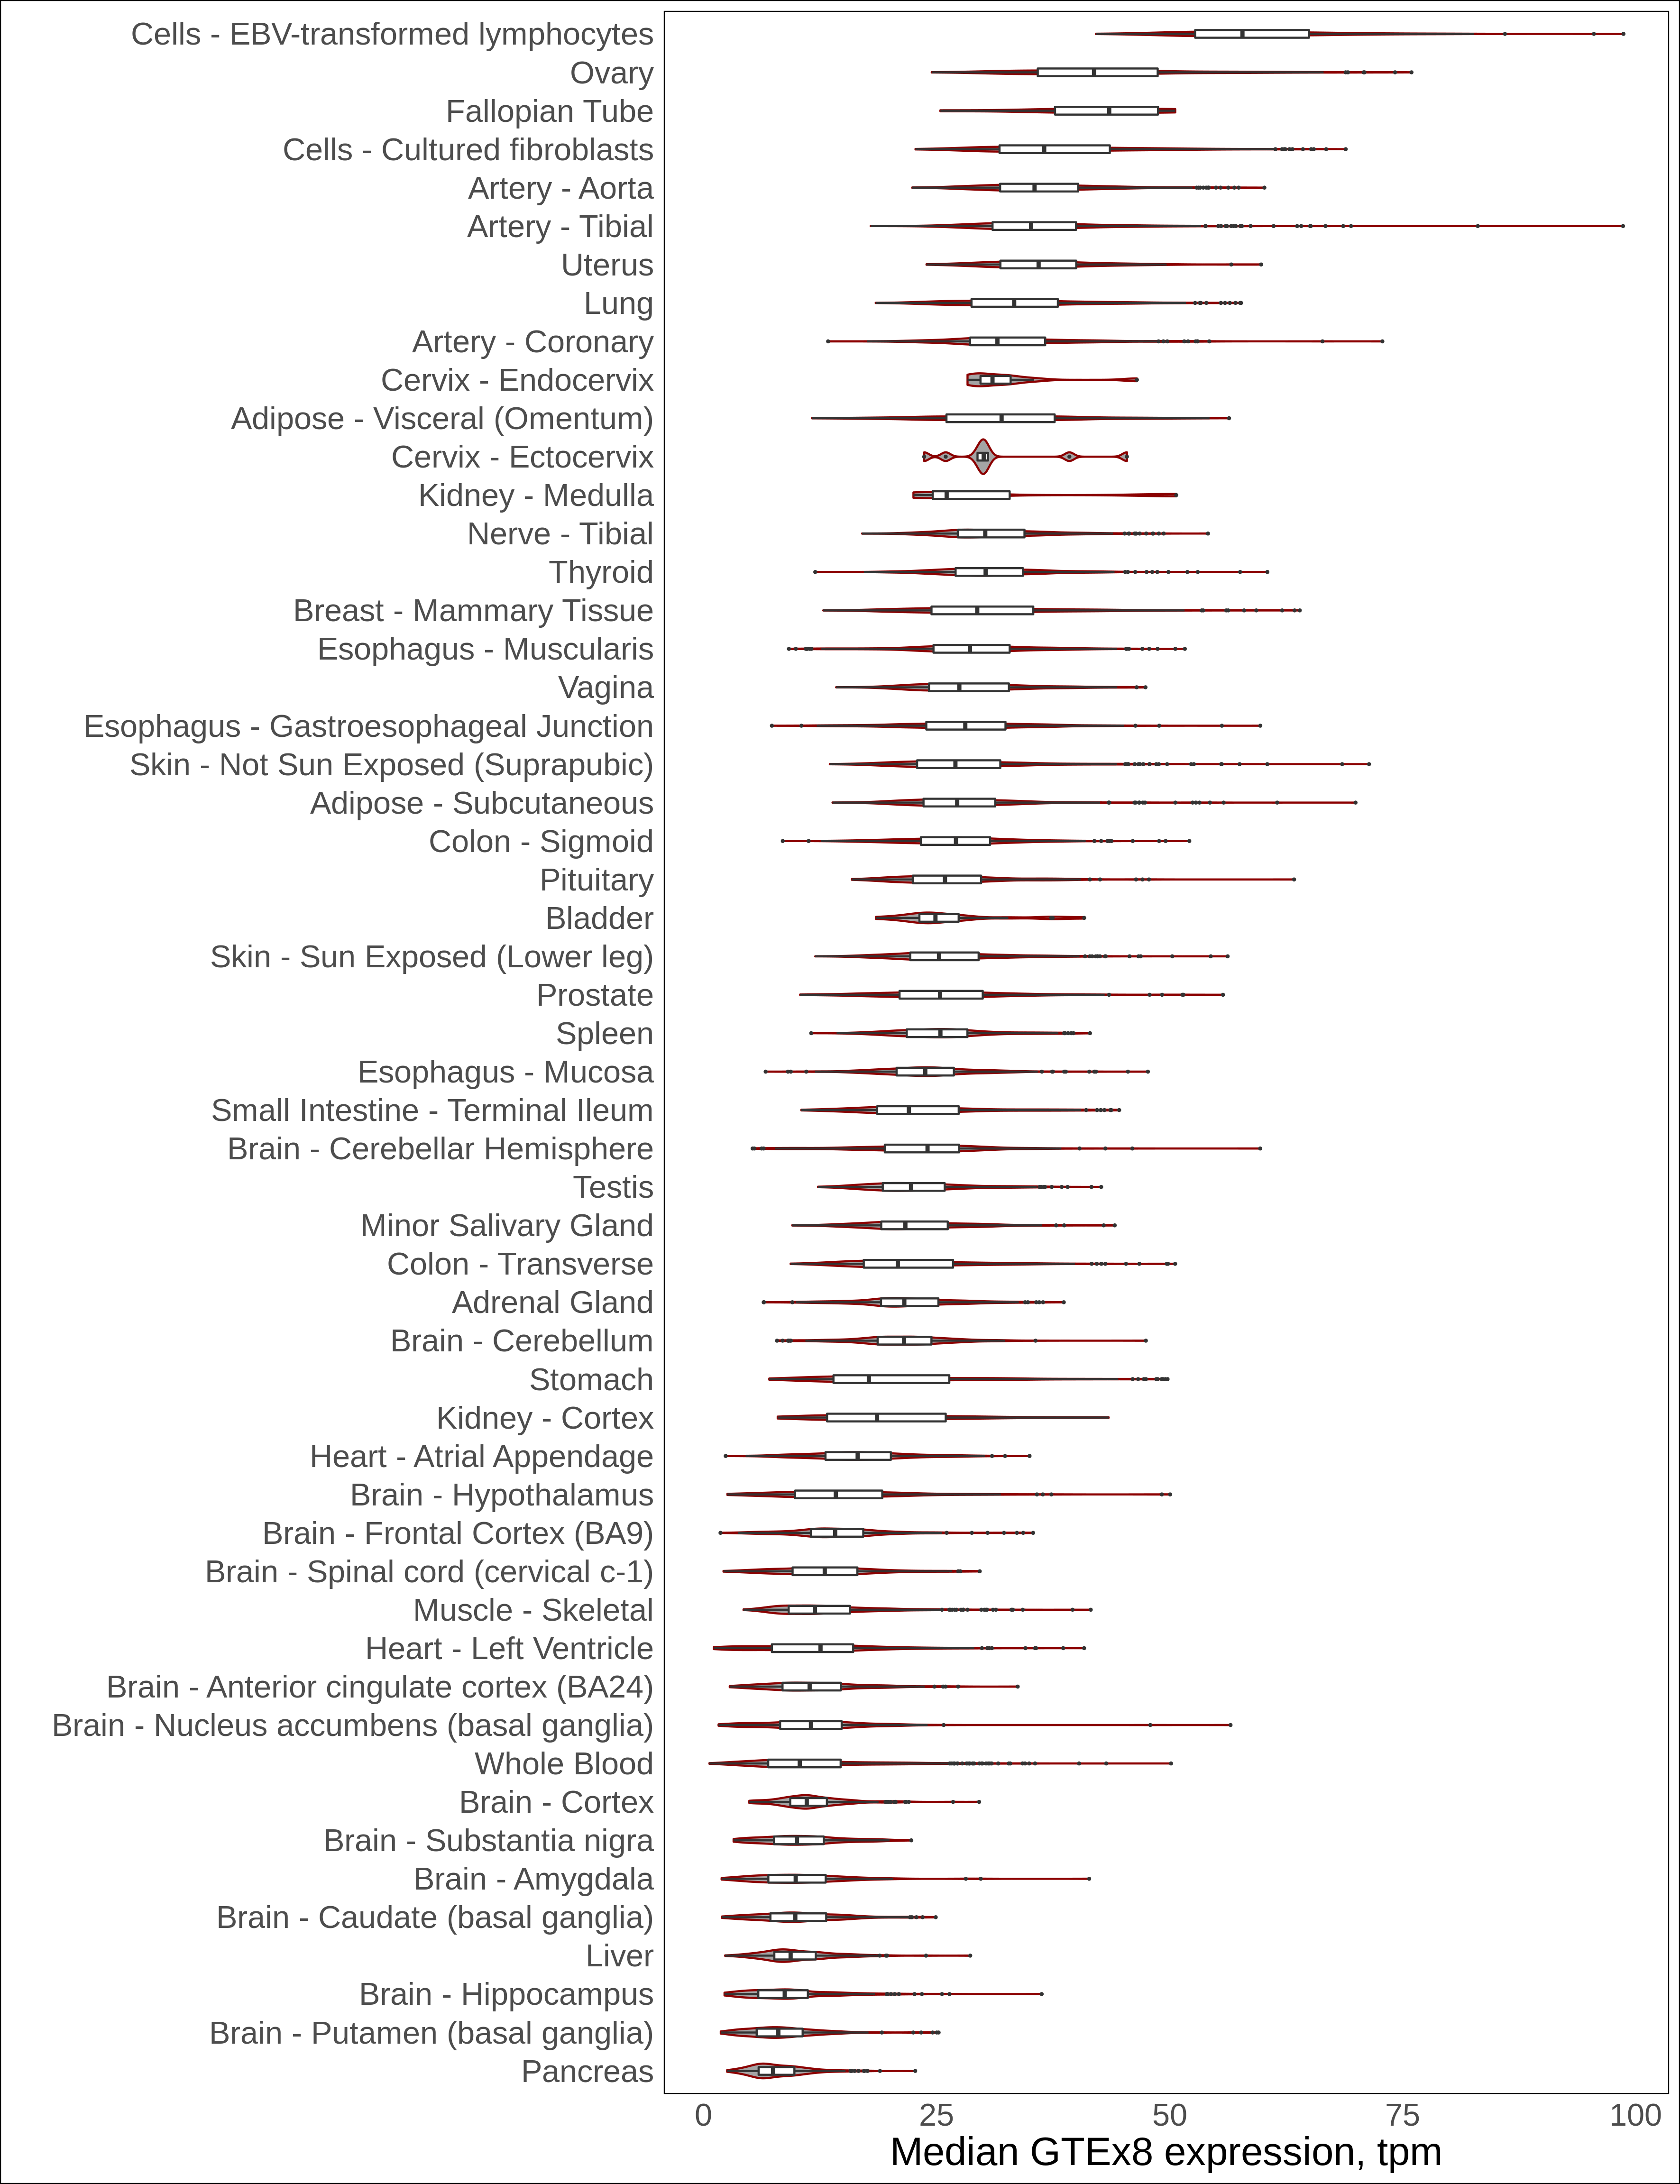 Cells - EBV-transformed lymphocytes
Ovary
Fallopian Tube
Cells - Cultured fibroblasts
Artery - Aorta
Artery - Tibial
Uterus
Lung
Artery - Coronary
Cervix - Endocervix
Adipose - Visceral (Omentum)
Cervix - Ectocervix
Kidney - Medulla
Nerve - Tibial
Thyroid
Breast - Mammary Tissue
Esophagus - Muscularis
Vagina
Esophagus - Gastroesophageal Junction
Skin - Not Sun Exposed (Suprapubic)
Adipose - Subcutaneous
Colon - Sigmoid
Pituitary
Bladder
Skin - Sun Exposed (Lower leg)
Prostate
Spleen
Esophagus - Mucosa
Small Intestine - Terminal Ileum
Brain - Cerebellar Hemisphere
Testis
Minor Salivary Gland
Colon - Transverse
Adrenal Gland
Brain - Cerebellum
Stomach
Kidney - Cortex
Heart - Atrial Appendage
Brain - Hypothalamus
Brain - Frontal Cortex (BA9)
Brain - Spinal cord (cervical c-1)
Muscle - Skeletal
Heart - Left Ventricle
Brain - Anterior cingulate cortex (BA24)
Brain - Nucleus accumbens (basal ganglia)
Whole Blood
Brain - Cortex
Brain - Substantia nigra
Brain - Amygdala
Brain - Caudate (basal ganglia)
Liver
Brain - Hippocampus
Brain - Putamen (basal ganglia)
Pancreas
0 25 50 75 100
Median GTEx8 expression, tpm